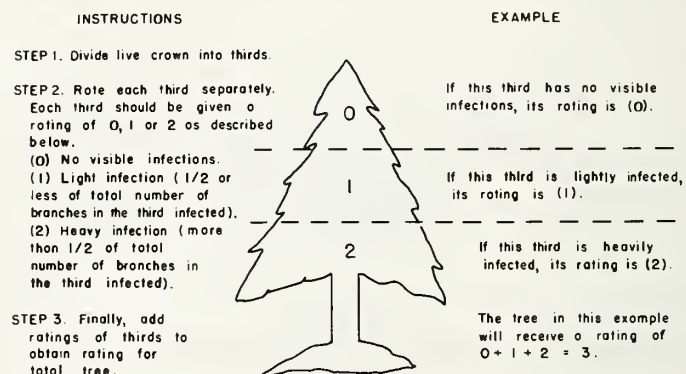 INSTRUCTIONS
STEP 1. Divide live crown into thirds.
STEP 2. Rate each third separately.
Each third should be given a
rating of 0, 1 or 2 as described
below.
(0) No visible infections.
(1) Light infection (1/2 or
less of total number of
branches in the third infected).
(2) Heavy infection (more
than 1/2 of total
number of branches in
the third infected).
STEP 3. Finally, add
ratings of thirds to
obtain rating for
total tree.
0
1
2
EXAMPLE
If this third has no visible
infections, its rating is (0).
If this third is lightly infected,
its rating is (1).
If this third is heavily
infected, its rating is (2).
The tree in this example
will receive a rating of
0 + 1 + 2 = 3.